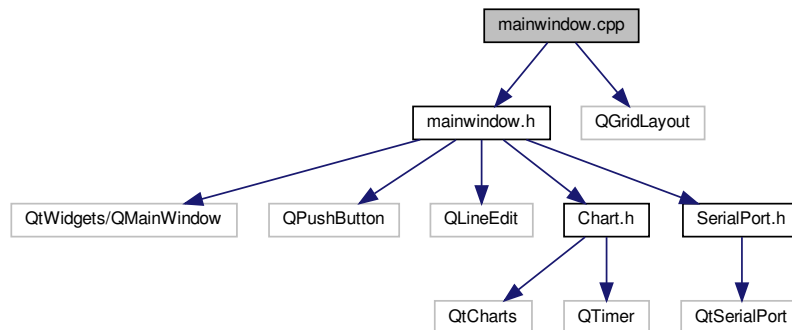 mainwindow.cpp
mainwindow.h
QGridLayout
QtWidgets/QMainWindow
QPushButton
QLineEdit
Chart.h
SerialPort.h
QtCharts
QTimer
QtSerialPort